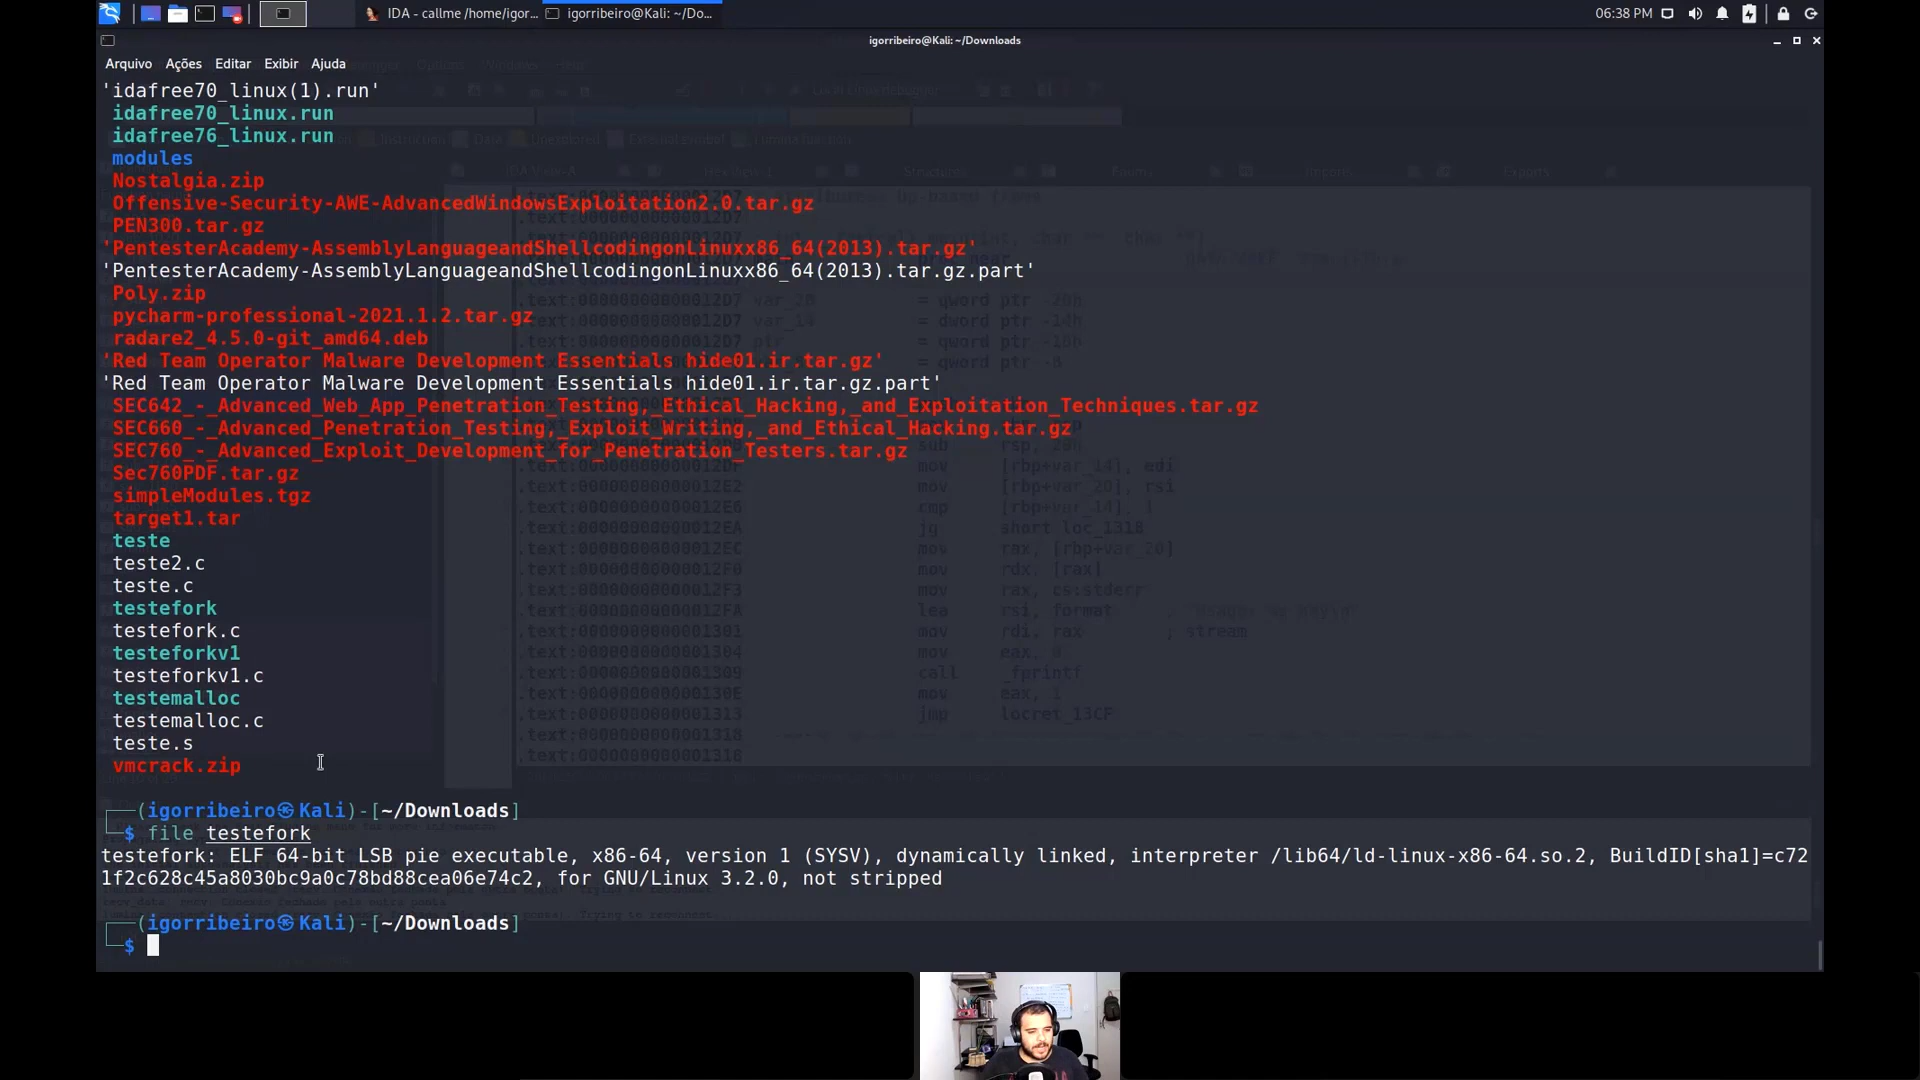 IDA - callme /home/igor...
igorribeiro@Kali: ~/Do...
06:38 PM
igorribeiro@Kali: ~/Downloads
Arquivo Ações Editar Exibir Ajuda
'idafree70_linux(1).run'
idafree70_linux.run
idafree76_linux.run
modules
Nostalgia.zip
Offensive-Security-AWE-AdvancedWindowsExploitation2.0.tar.gz
PEN300.tar.gz
'PentesterAcademy-AssemblyLanguageandShellcodingonLinuxx86_64(2013).tar.gz'
'PentesterAcademy-AssemblyLanguageandShellcodingonLinuxx86_64(2013).tar.gz.part'
Poly.zip
pycharm-professional-2021.1.2.tar.gz
radare2_4.5.0-git_amd64.deb
'Red Team Operator Malware Development Essentials hide01.ir.tar.gz'
'Red Team Operator Malware Development Essentials hide01.ir.tar.gz.part'
SEC642_-_Advanced_Web_App_Penetration_Testing,_Ethical_Hacking,_and_Exploitation_Techniques.tar.gz
SEC660_-_Advanced_Penetration_Testing,_Exploit_Writing,_and_Ethical_Hacking.tar.gz
SEC760_-_Advanced_Exploit_Development_for_Penetration_Testers.tar.gz
Sec760PDF.tar.gz
simpleModules.tgz
target1.tar
teste
teste2.c
teste.c
testefork
testefork.c
testeforkv1
testeforkv1.c
testemalloc
testemalloc.c
teste.s
vmcrack.zip
┌──(igorribeiro㉿Kali)-[~/Downloads]
└─$ file testefork
testefork: ELF 64-bit LSB pie executable, x86-64, version 1 (SYSV), dynamically linked, interpreter /lib64/ld-linux-x86-64.so.2, BuildID[sha1]=c72
1f2c628c45a8030bc9a0c78bd88cea06e74c2, for GNU/Linux 3.2.0, not stripped
┌──(igorribeiro㉿Kali)-[~/Downloads]
└─$